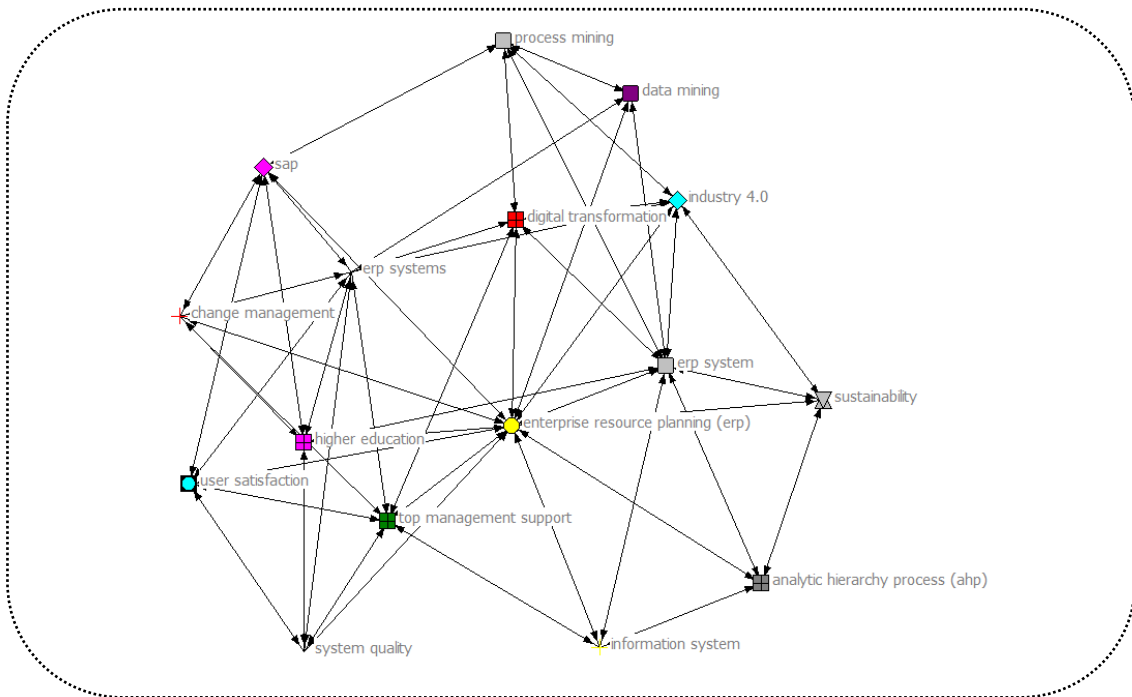 process mining
data mining
sap
industry 4.0
digital transformation
erp systems
change management
erp system
sustainability
enterprise resource planning (erp)
higher education
user satisfaction
top management support
analytic hierarchy process (ahp)
system quality
information system